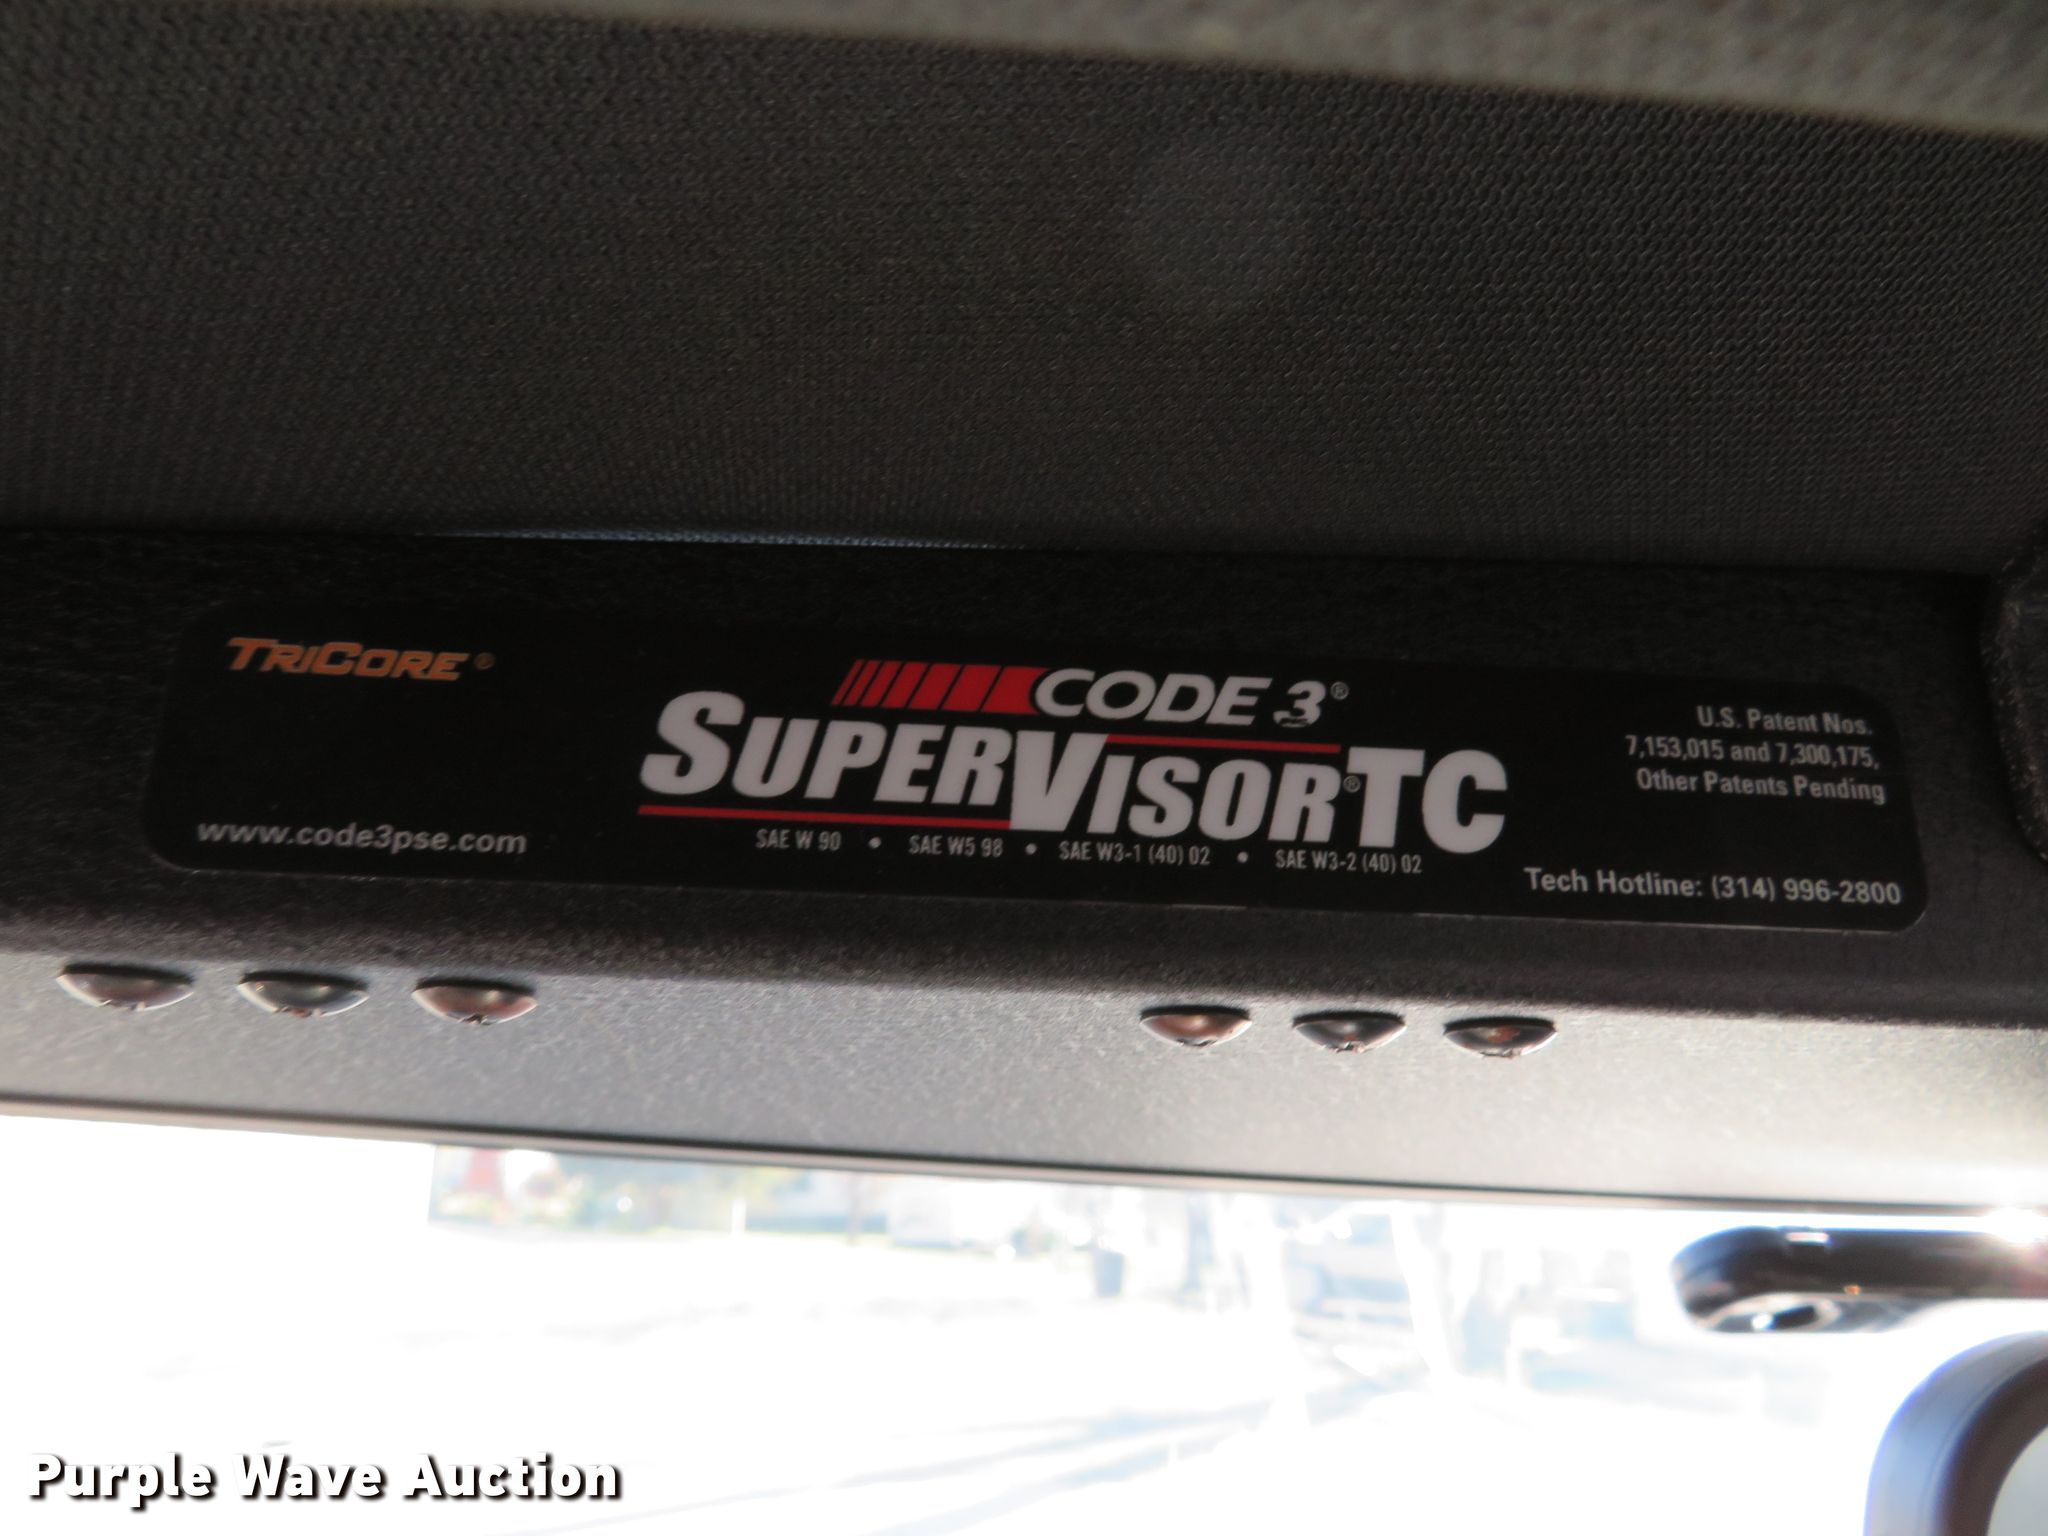 TRICORE®
CODE 3®
SUPERVISOR®TC
SAE W 90 • SAE W5 98 • SAE W3-1 (40) 02 • SAE W3-2 (40) 02
www.code3pse.com
U.S. Patent Nos.
7,153,015 and 7,300,175,
Other Patents Pending
Tech Hotline: (314) 996-2800
Purple Wave Auction